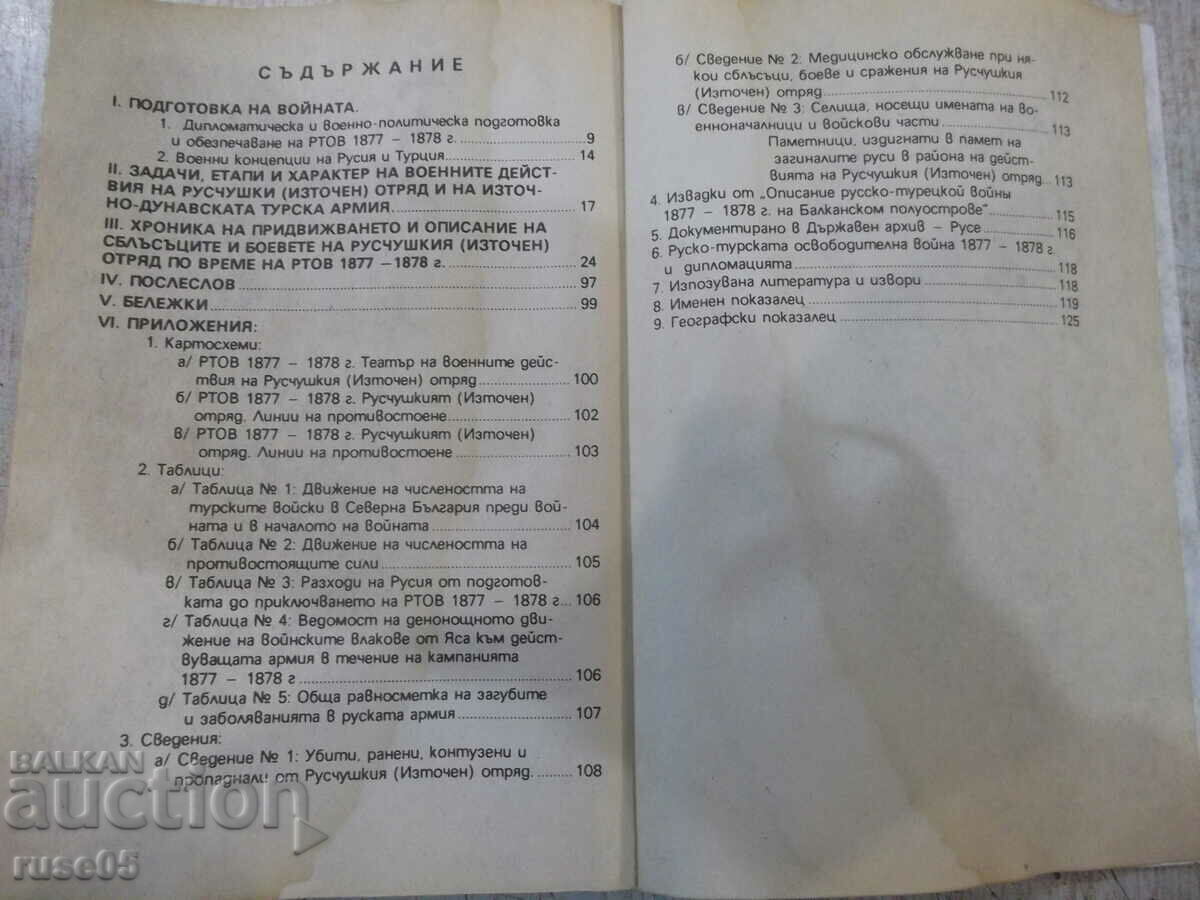 СЪДЪРЖАНИЕ
I. ПОДГОТОВКА НА ВОЙНАТА.
1. Дипломатическа и военно-политическа подготовка
и обезпечаване на РТОВ 1877 – 1878 г. 9
2. Военни концепции на Русия и Турция 14
II. ЗАДАЧИ, ЕТАПИ И ХАРАКТЕР НА ВОЕННИТЕ ДЕЙСТ-
ВИЯ НА РУСЧУШКИ (ИЗТОЧЕН) ОТРЯД И НА ИЗТОЧ-
НО-ДУНАВСКАТА ТУРСКА АРМИЯ 17
III. ХРОНИКА НА ПРИДВИЖВАНЕТО И ОПИСАНИЕ НА
СБЛЪСЪЦИТЕ И БОЕВЕТЕ НА РУСЧУШКИЯ (ИЗТОЧЕН)
ОТРЯД ПО ВРЕМЕ НА РТОВ 1877 – 1878 г. 24
IV. ПОСЛЕСЛОВ 97
V. БЕЛЕЖКИ 99
VI. ПРИЛОЖЕНИЯ:
1. Картосхеми:
а/ РТОВ 1877 – 1878 г. Театър на военните дейс-
твия на Русчушкия (Източен) отряд 100
б/ РТОВ 1877 – 1878 г. Русчушкият (Източен)
отряд. Линии на противостоене 102
в/ РТОВ 1877 – 1878 г. Русчушкият (Източен)
отряд. Линии на противостоене 103
2. Таблици:
а/ Таблица № 1: Движение на числеността на
турските войски в Северна България преди вой-
ната и в началото на войната 104
б/ Таблица № 2: Движение на числеността на
противостоящите сили 105
в/ Таблица № 3: Разходи на Русия от подготов-
ката до приключването на РТОВ 1877 – 1878 г... 106
г/ Таблица № 4: Ведомост на денонощното дви-
жение на войнските влакове от Яса към дейст-
вуващата армия в течение на кампанията
1877 – 1878 г 106
д/ Таблица № 5: Обща равносметка на загубите
и заболяванията в руската армия 107
3. Сведения:
а/ Сведение № 1: Убити, ранени, контузени и
пропаднали от Русчушкия (Източен) отряд. 108
б/ Сведение № 2: Медицинско обслужване при ня-
кои сблъсъци, боеве и сражения на Русчушкия
(Източен) отряд 112
в/ Сведение № 3: Селища, носещи имената на во-
енноначалници и войскови части 113
Паметници, издигнати в памет на
загиналите руси в района на дейс-
твията на Русчушкия (Източен) отряд.. 113
4. Извадки от „Описание русско-турецкой войны
1877 – 1878 г. на Балканском полуострове“ 115
5. Документирано в Държавен архив – Русе 116
6. Руско-турската освободителна война 1877 – 1878 г.
и дипломацията 118
7. Изпозувана литература и извори 118
8. Именен показалец 119
9. Географски показалец 125
BALKAN
auction
ruse05